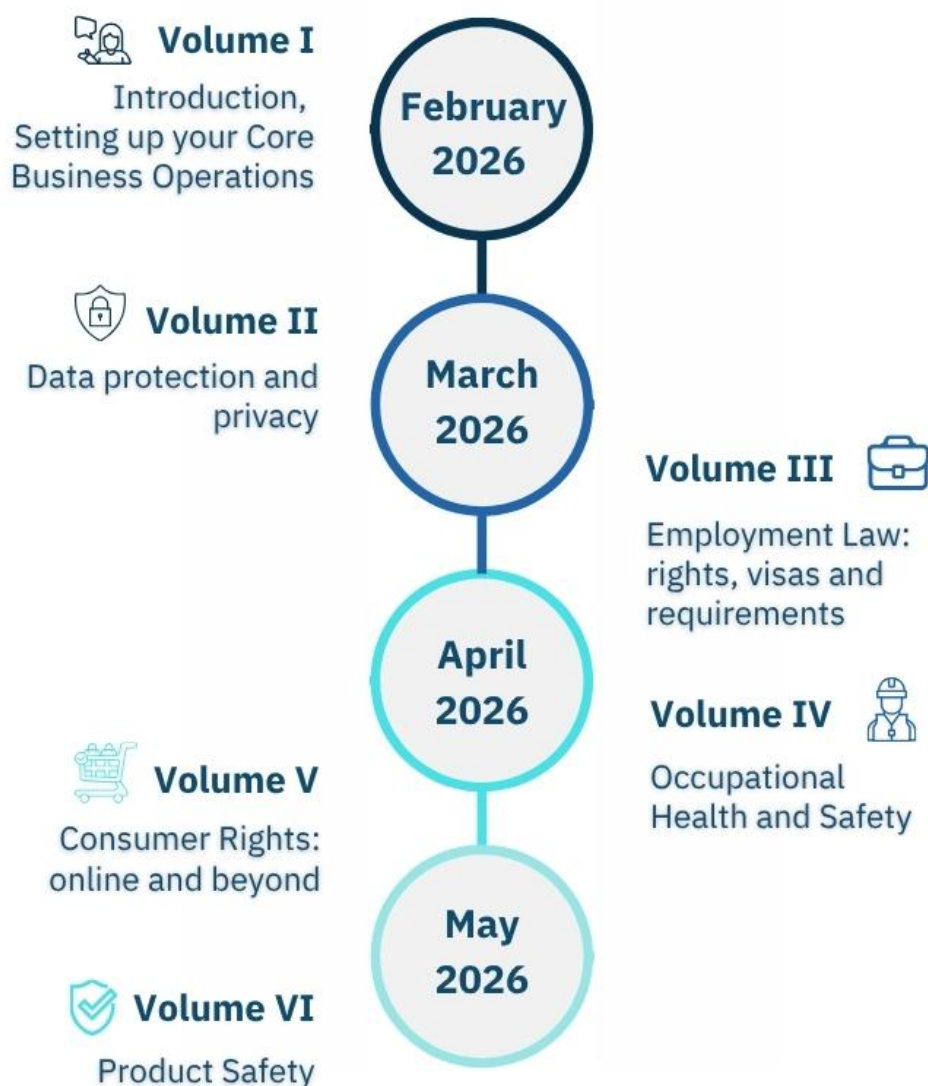 Volume I
Introduction,
Setting up your Core
Business Operations
February
2026
Volume II
Data protection and
privacy
March
2026
Volume III
Employment Law:
rights, visas and
requirements
April
2026
Volume IV
Occupational
Health and Safety
Volume V
Consumer Rights:
online and beyond
May
2026
Volume VI
Product Safety